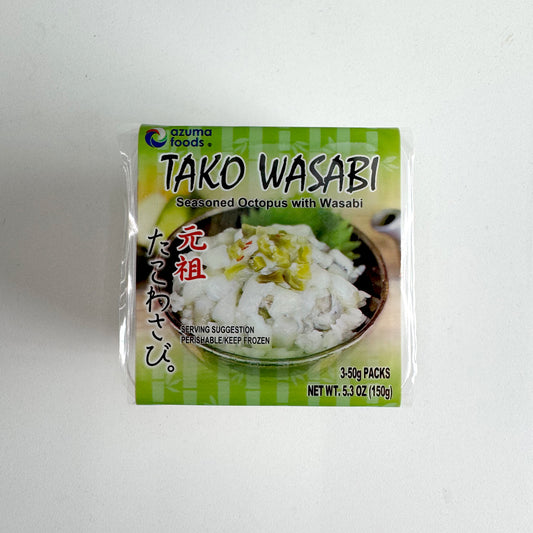 azuma
foods ®
TAKO WASABI
Seasoned Octopus with Wasabi
元祖
たこわさび。
SERVING SUGGESTION
PERISHABLE/KEEP FROZEN
3-50g PACKS
NET WT. 5.3 OZ (150g)